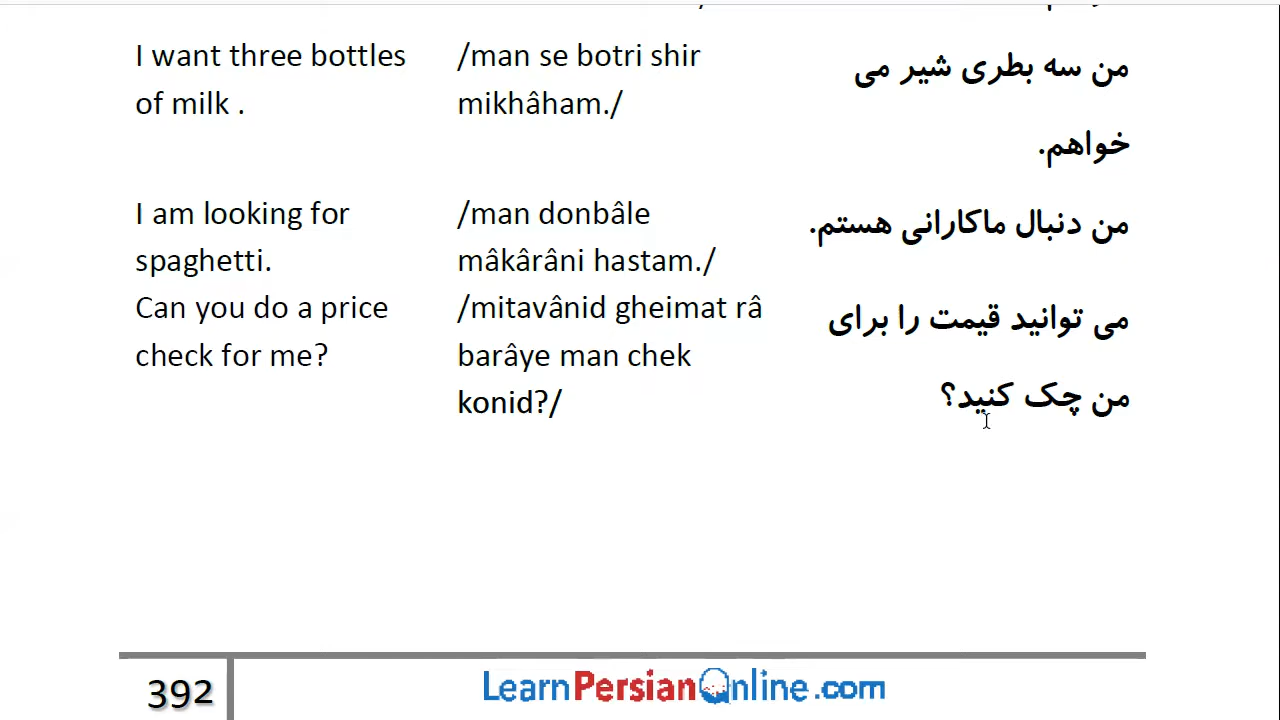 I want three bottles
of milk .
/man se botri shir
mikhâham./
من سه بطری شیر می
خواهم.
I am looking for
spaghetti.
/man donbâle
mâkârâni hastam./
من دنبال ماکارانی هستم.
Can you do a price
check for me?
/mitavânid gheimat râ
barâye man chek
konid?/
می توانید قیمت را برای
من چک کنید؟
392
LearnPersianOnline.com